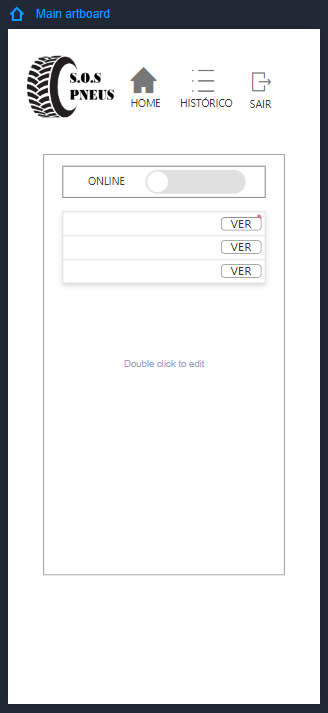 Main artboard
S.O.S
PNEUS
HOME
HISTÓRICO
SAIR
ONLINE
VER
VER
VER
Double click to edit